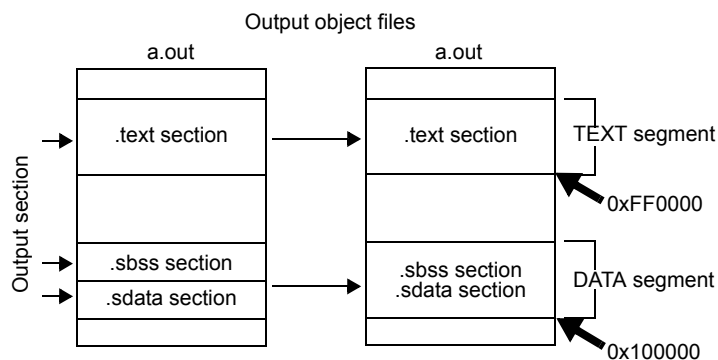 Output object files
a.out
a.out
Output section
.text section
.text section
TEXT segment
0xFF0000
.sbss section
.sdata section
.sbss section
.sdata section
DATA segment
0x100000